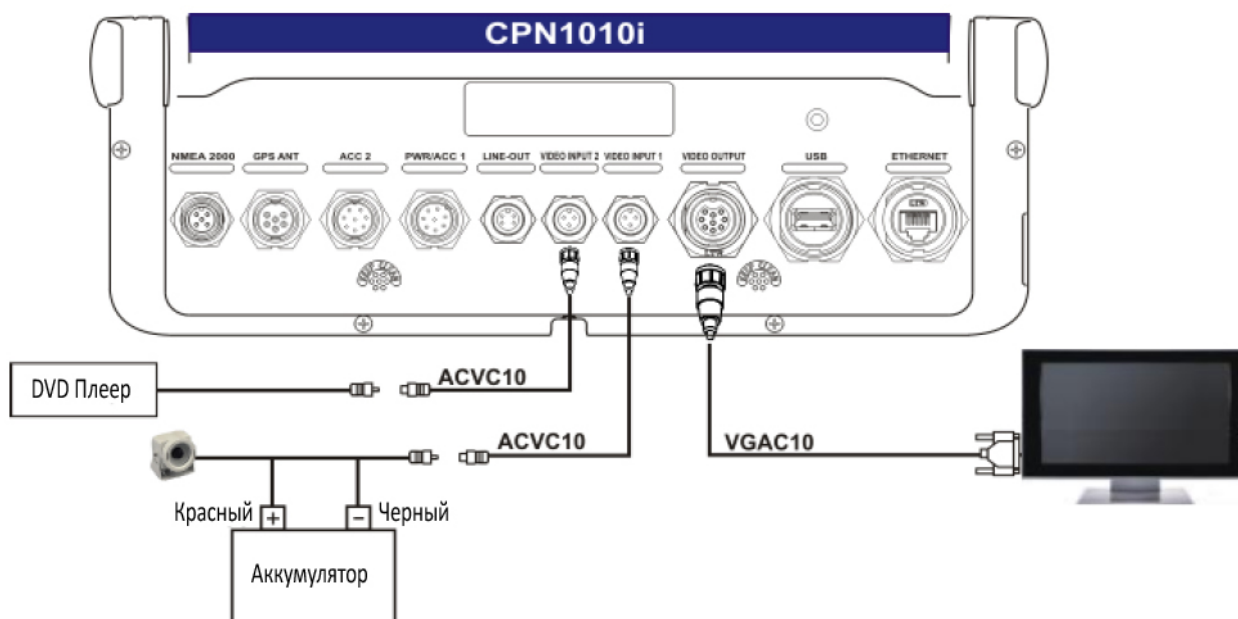 CPN1010i
NMEA 2000 GPS ANT ACC 2 PWR/ACC 1 LINE-OUT VIDEO INPUT 2 VIDEO INPUT 1 VIDEO OUTPUT USB ETHERNET
DVD Плеер
ACVC10
ACVC10
VGAC10
Красный + − Черный
Аккумулятор